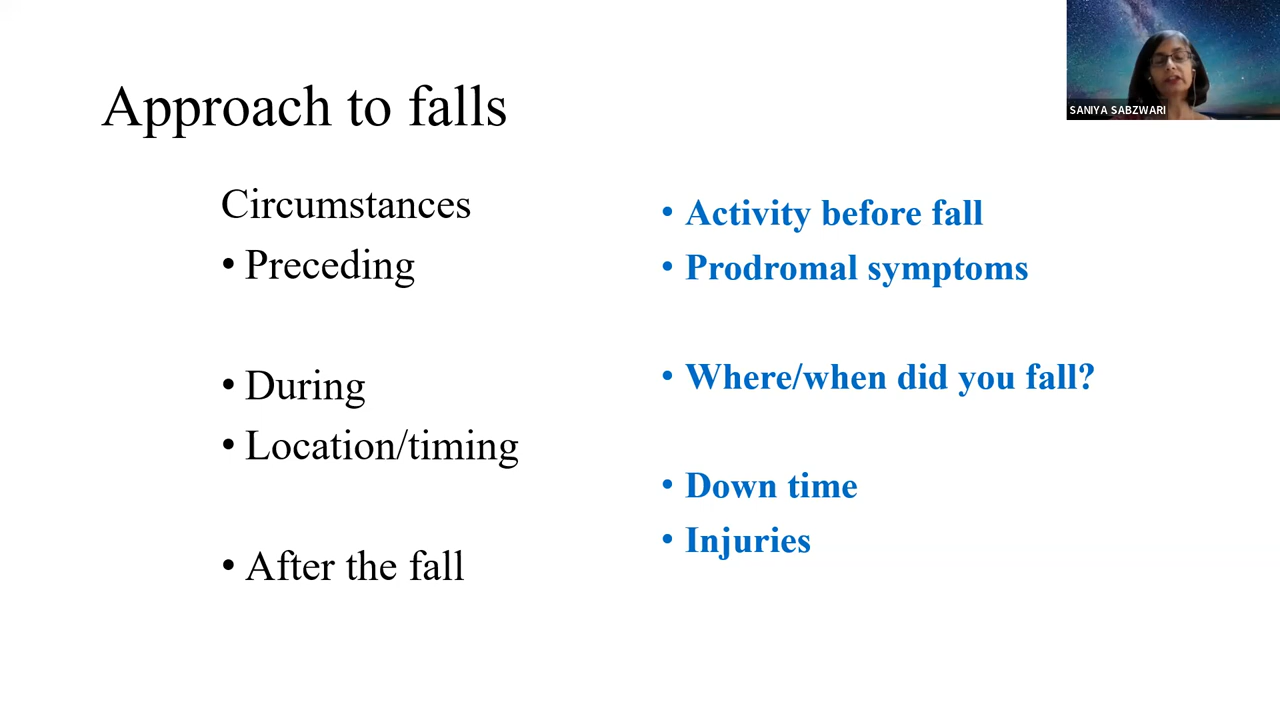 SANIYA SABZWARI
Approach to falls
Circumstances
• Preceding
• During
• Location/timing
• After the fall
• Activity before fall
• Prodromal symptoms
• Where/when did you fall?
• Down time
• Injuries